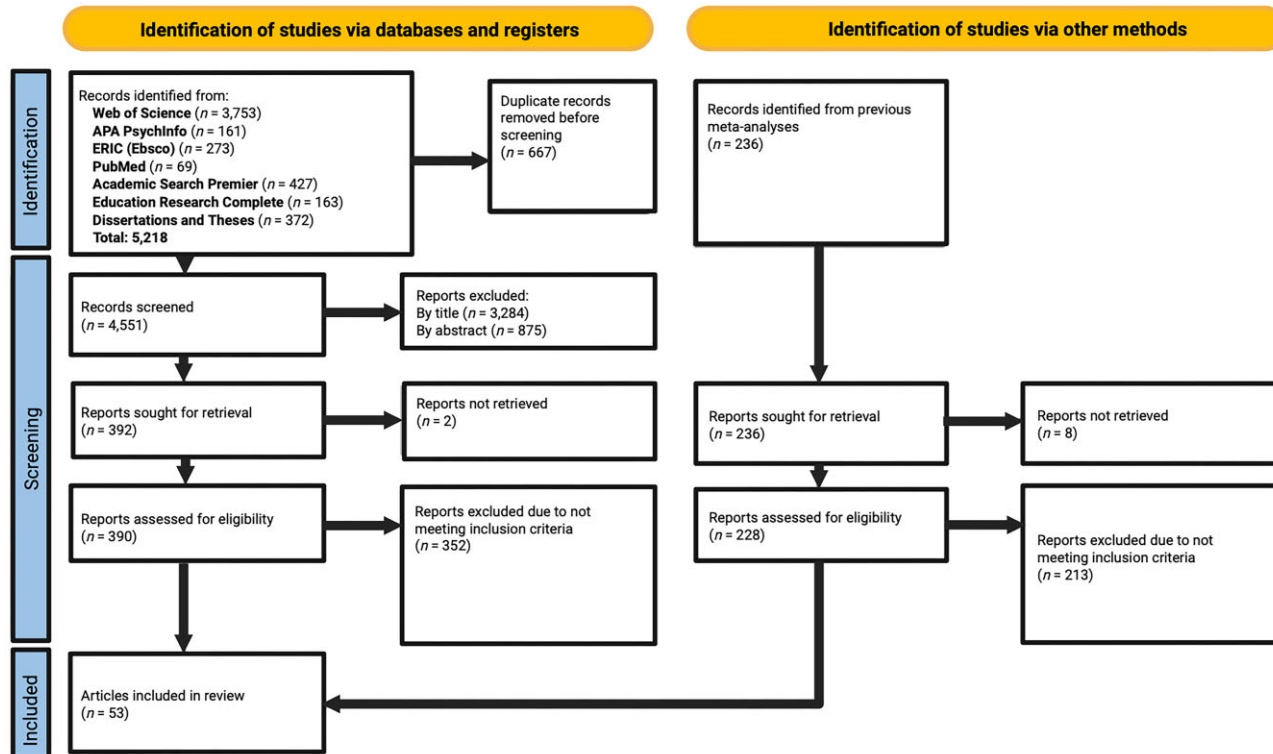 Identification of studies via databases and registers
Identification of studies via other methods
Identification
Records identified from:
Web of Science (n = 3,753)
APA PsychInfo (n = 161)
ERIC (Ebsco) (n = 273)
PubMed (n = 69)
Academic Search Premier (n = 427)
Education Research Complete (n = 163)
Dissertations and Theses (n = 372)
Total: 5,218
Duplicate records
removed before
screening
(n = 667)
Records identified from previous
meta-analyses
(n = 236)
Screening
Records screened
(n = 4,551)
Reports excluded:
By title (n = 3,284)
By abstract (n = 875)
Reports sought for retrieval
(n = 392)
Reports not retrieved
(n = 2)
Reports sought for retrieval
(n = 236)
Reports not retrieved
(n = 8)
Reports assessed for eligibility
(n = 390)
Reports excluded due to not
meeting inclusion criteria
(n = 352)
Reports assessed for eligibility
(n = 228)
Reports excluded due to not
meeting inclusion criteria
(n = 213)
Included
Articles included in review
(n = 53)